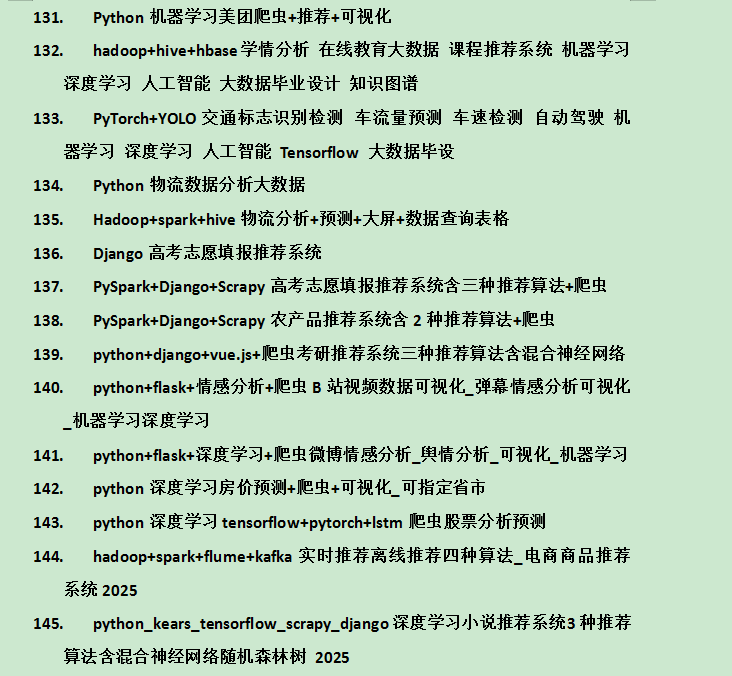 131. Python 机器学习美团爬虫+推荐+可视化
132. hadoop+hive+hbase 学情分析 在线教育大数据 课程推荐系统 机器学习
深度学习 人工智能 大数据毕业设计 知识图谱
133. PyTorch+YOLO 交通标志识别检测 车流量预测 车速检测 自动驾驶 机
器学习 深度学习 人工智能 Tensorflow 大数据毕设
134. Python 物流数据分析大数据
135. Hadoop+spark+hive 物流分析+预测+大屏+数据查询表格
136. Django 高考志愿填报推荐系统
137. PySpark+Django+Scrapy 高考志愿填报推荐系统含三种推荐算法+爬虫
138. PySpark+Django+Scrapy 农产品推荐系统含 2 种推荐算法+爬虫
139. python+django+vue.js+爬虫考研推荐系统三种推荐算法含混合神经网络
140. python+flask+情感分析+爬虫 B 站视频数据可视化_弹幕情感分析可视化
_机器学习深度学习
141. python+flask+深度学习+爬虫微博情感分析_舆情分析_可视化_机器学习
142. python 深度学习房价预测+爬虫+可视化_可指定省市
143. python 深度学习 tensorflow+pytorch+lstm 爬虫股票分析预测
144. hadoop+spark+flume+kafka 实时推荐离线推荐四种算法_电商商品推荐
系统 2025
145. python_kears_tensorflow_scrapy_django 深度学习小说推荐系统3 种推荐
算法含混合神经网络随机森林树 2025